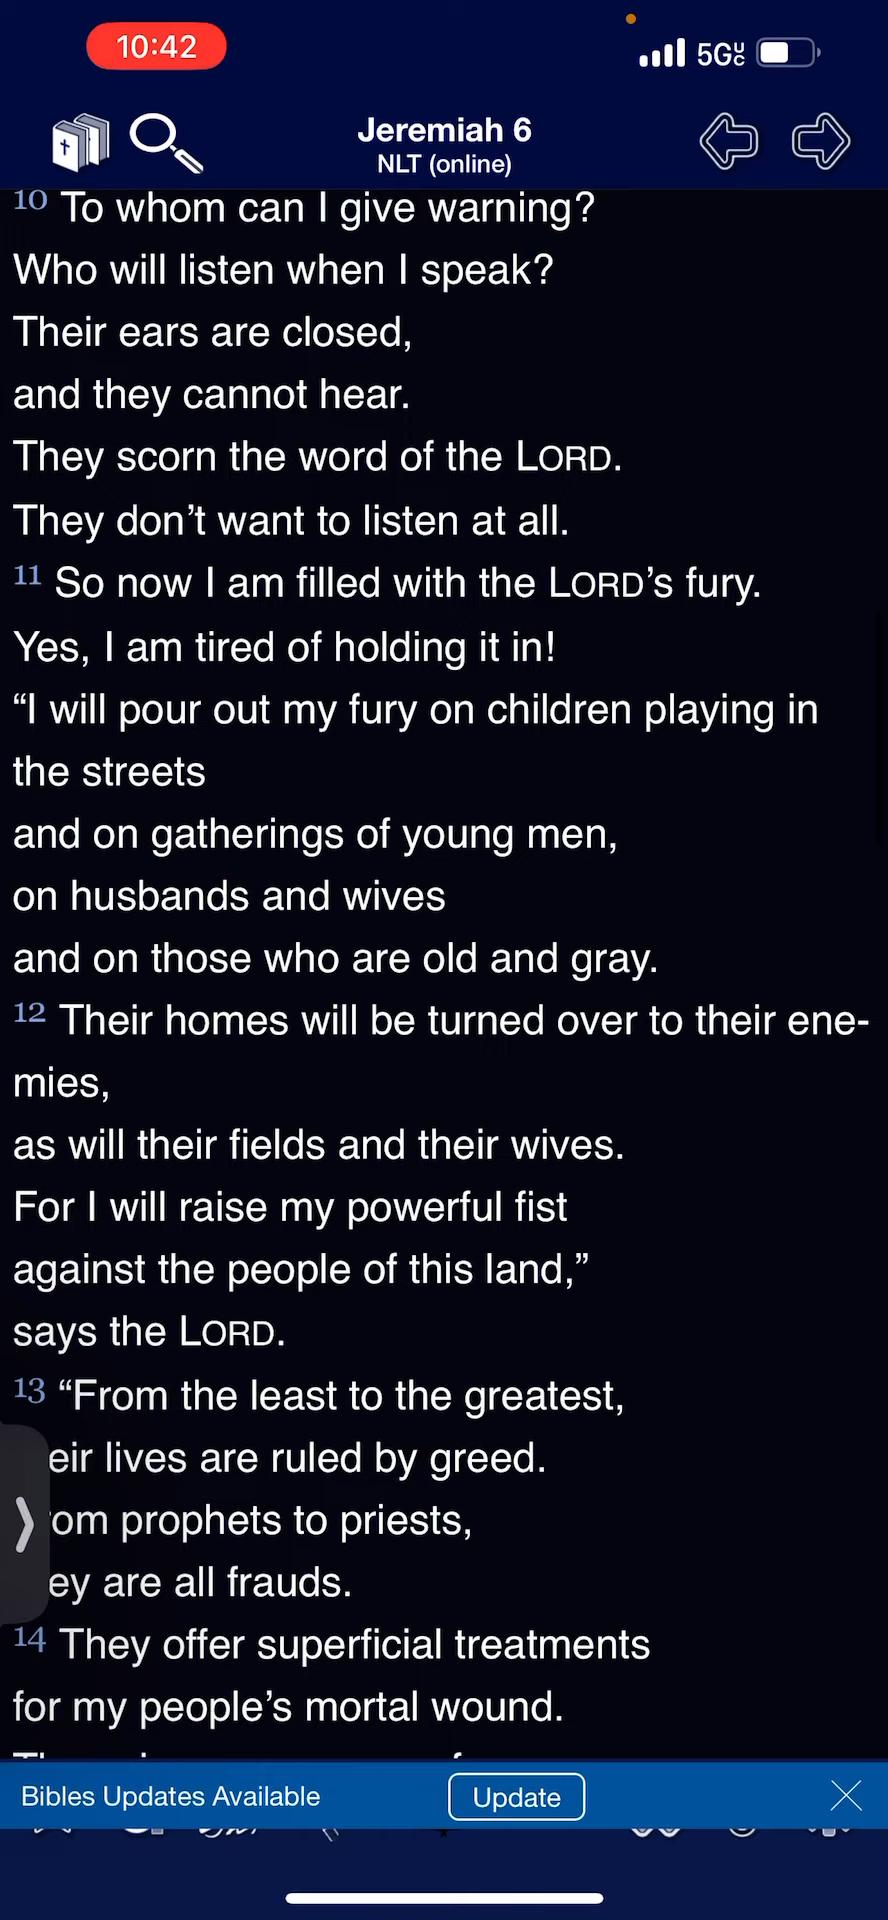 10:42
5G UC
Jeremiah 6
NLT (online)
10 To whom can I give warning?
Who will listen when I speak?
Their ears are closed,
and they cannot hear.
They scorn the word of the LORD.
They don’t want to listen at all.
11 So now I am filled with the LORD’s fury.
Yes, I am tired of holding it in!
“I will pour out my fury on children playing in
the streets
and on gatherings of young men,
on husbands and wives
and on those who are old and gray.
12 Their homes will be turned over to their ene-
mies,
as will their fields and their wives.
For I will raise my powerful fist
against the people of this land,”
says the LORD.
13 “From the least to the greatest,
eir lives are ruled by greed.
om prophets to priests,
ey are all frauds.
14 They offer superficial treatments
for my people’s mortal wound.
Bibles Updates Available
Update